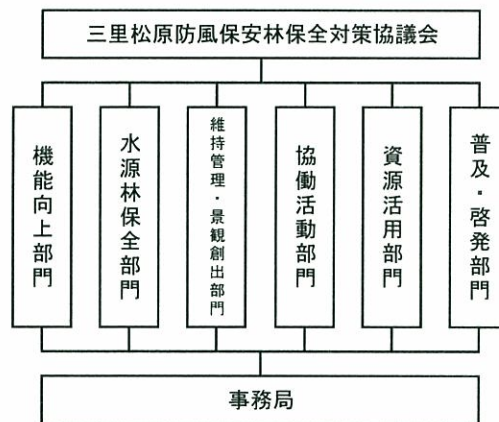 三里松原防風保安林保全対策協議会
機能向上部門
水源林保全部門
維持管理・景観創出部門
協働活動部門
資源活用部門
普及・啓発部門
事務局